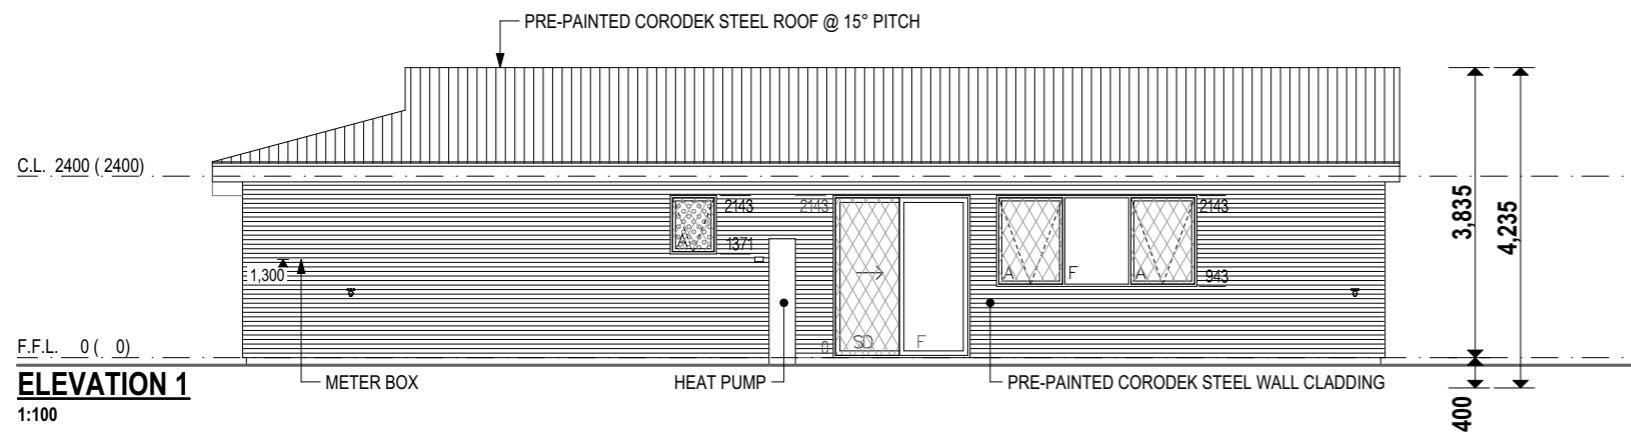 PRE-PAINTED CORODEK STEEL ROOF @ 15° PITCH
C.L. 2400 ( 2400)
2143
2143
2143
A
1371
1,300
A
F
A
943
3,835
4,235
SD
F
0
F.F.L. 0 ( 0)
ELEVATION 1
1:100
METER BOX
HEAT PUMP
PRE-PAINTED CORODEK STEEL WALL CLADDING
400